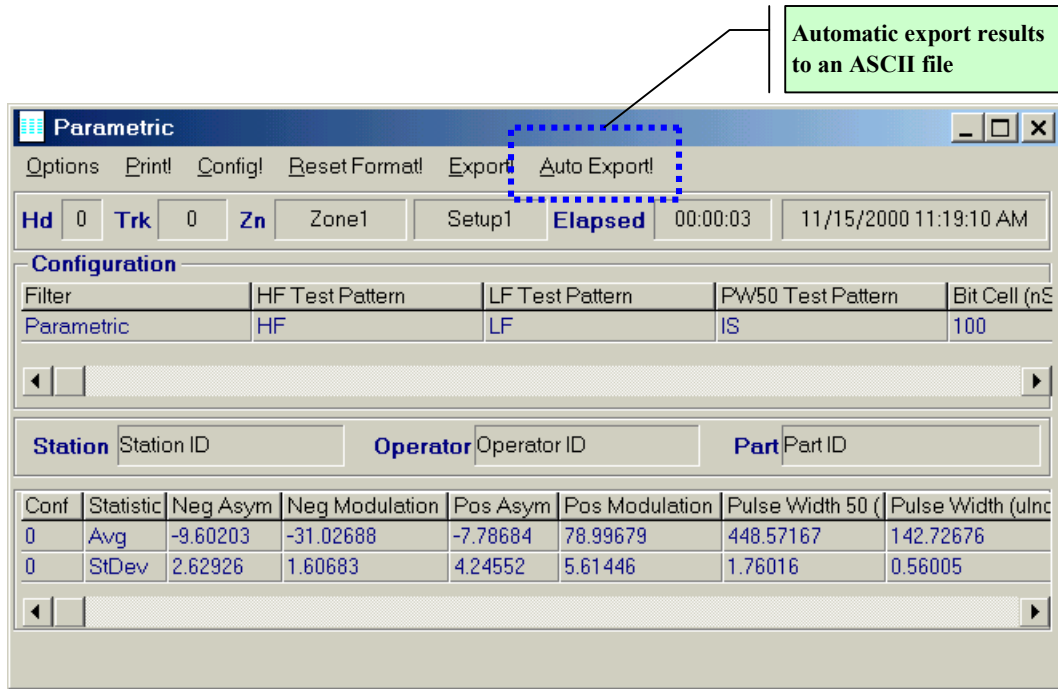 Automatic export results
to an ASCII file
Parametric
Options Print! Config! Reset Format! Export! Auto Export!
Hd 0 Trk 0 Zn Zone1 Setup1 Elapsed 00:00:03 11/15/2000 11:19:10 AM
Configuration
Filter HF Test Pattern LF Test Pattern PW50 Test Pattern Bit Cell (nS
Parametric HF LF IS 100
Station Station ID Operator Operator ID Part Part ID
Conf Statistic Neg Asym Neg Modulation Pos Asym Pos Modulation Pulse Width 50 ( Pulse Width (uInc
0 Avg -9.60203 -31.02688 -7.78684 78.99679 448.57167 142.72676
0 StDev 2.62926 1.60683 4.24552 5.61446 1.76016 0.56005